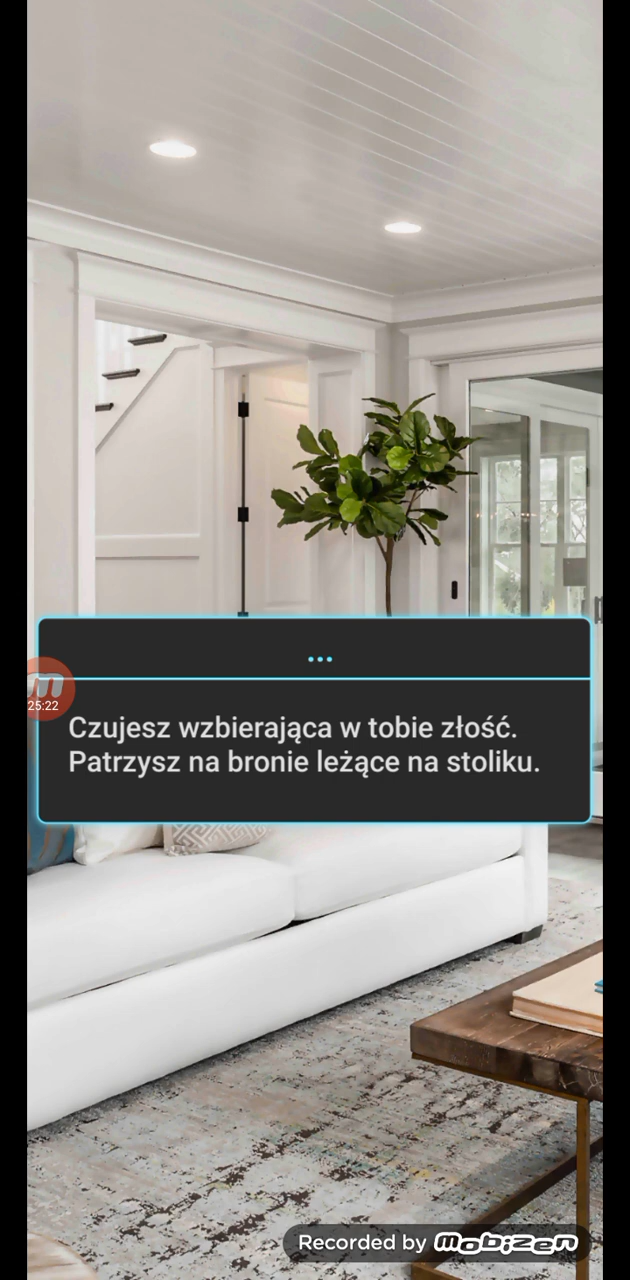 ...
25:22
Czujesz wzbierająca w tobie złość.
Patrzysz na bronie leżące na stoliku.
Recorded by mobizen